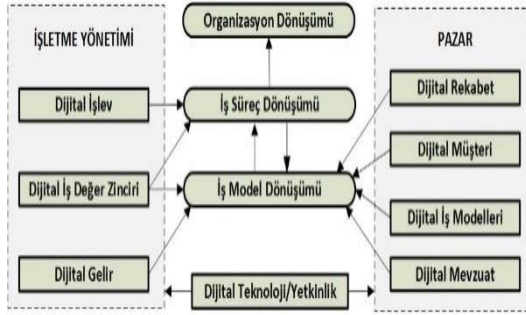 Organizasyon Dönüşümü
İŞLETME YÖNETİMİ
PAZAR
Dijital İşlev
İş Süreç Dönüşümü
Dijital Rekabet
Dijital Müşteri
Dijital İş Değer Zinciri
İş Model Dönüşümü
Dijital İş Modelleri
Dijital Gelir
Dijital Teknoloji/Yetkinlik
Dijital Mevzuat